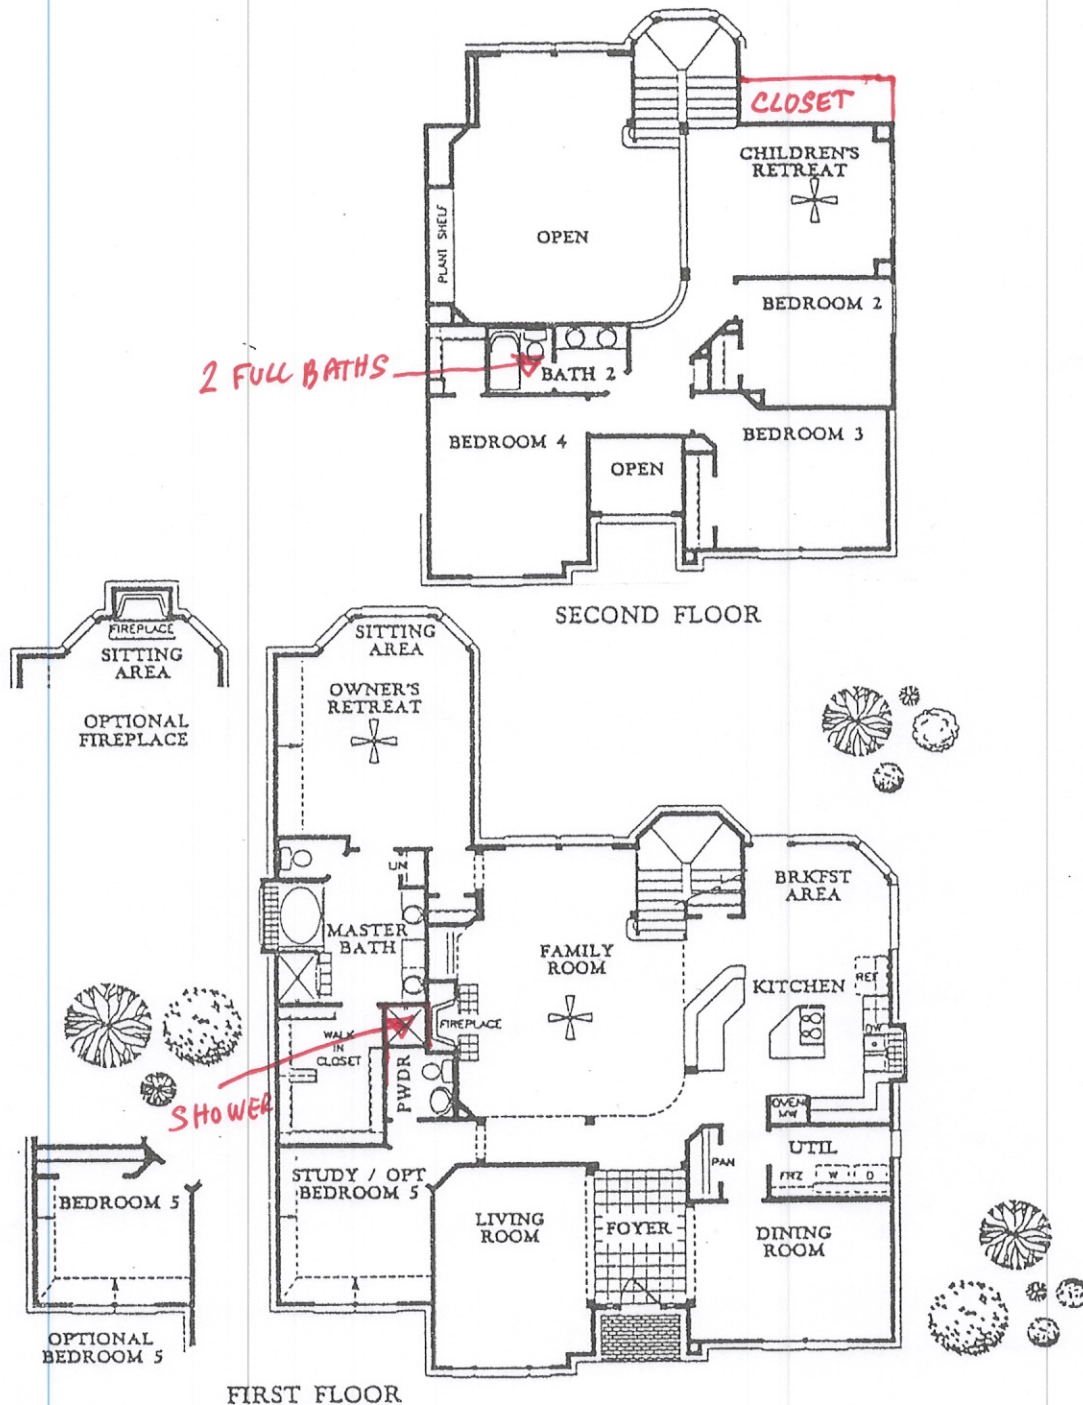 CLOSET
CHILDREN'S
RETREAT
PLANT SHELF
OPEN
BEDROOM 2
2 FULL BATHS
BATH 2
BEDROOM 4
BEDROOM 3
OPEN
SECOND FLOOR
FIREPLACE
SITTING
AREA
OPTIONAL
FIREPLACE
SITTING
AREA
OWNER'S
RETREAT
LIN
BRKFST
AREA
MASTER
BATH
FAMILY
ROOM
KITCHEN
REF
DW
FIREPLACE
WALK
IN
CLOSET
PWDR
SHOWER
OVEN
MW
UTIL
PAN
FRZ
W
D
STUDY / OPT
BEDROOM 5
BEDROOM 5
LIVING
ROOM
FOYER
DINING
ROOM
OPTIONAL
BEDROOM 5
FIRST FLOOR